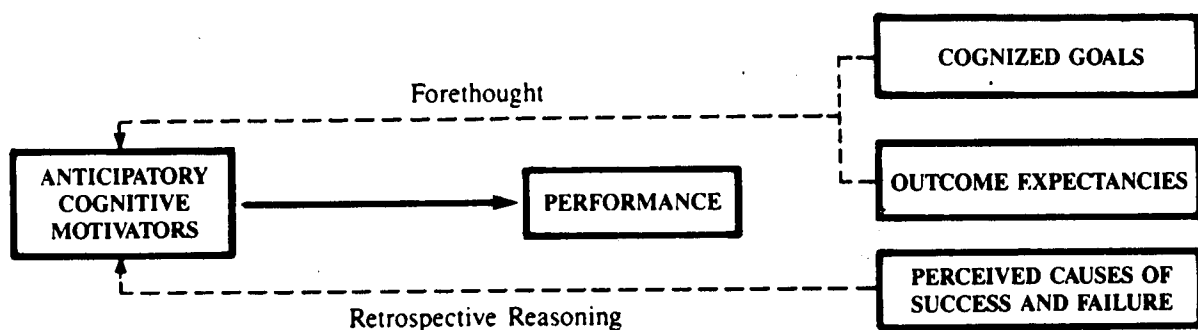 COGNIZED GOALS
Forethought
ANTICIPATORY
COGNITIVE
MOTIVATORS
PERFORMANCE
OUTCOME EXPECTANCIES
PERCEIVED CAUSES OF
SUCCESS AND FAILURE
Retrospective Reasoning